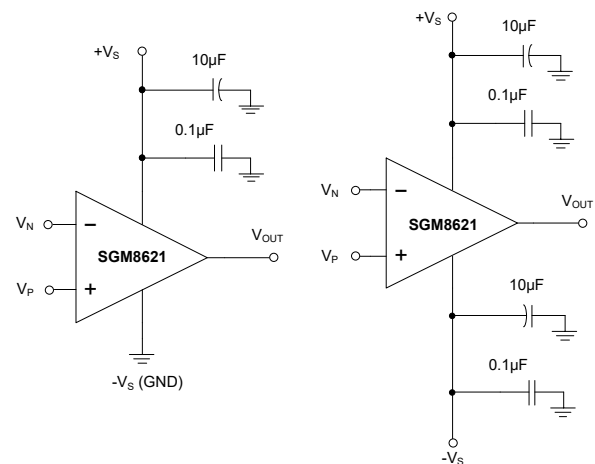 +VS
10µF
0.1µF
VN
−
SGM8621
VOUT
VP
+
-VS (GND)
+VS
10µF
0.1µF
VN
−
SGM8621
VOUT
VP
+
10µF
0.1µF
-VS